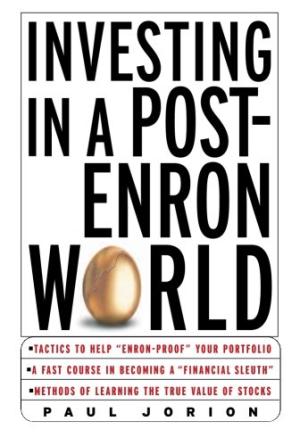 INVESTING
IN A POST-
ENRON
WORLD
▪TACTICS TO HELP "ENRON-PROOF" YOUR PORTFOLIO
▪A FAST COURSE IN BECOMING A "FINANCIAL SLEUTH"
▪METHODS OF LEARNING THE TRUE VALUE OF STOCKS
PAUL JORION